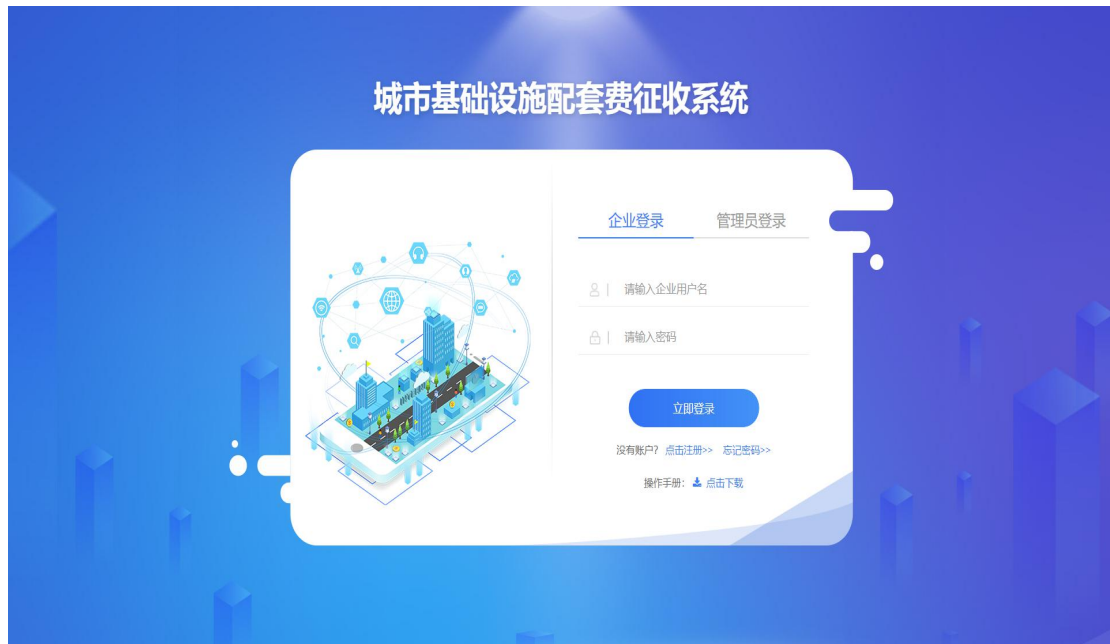 城市基础设施配套费征收系统
企业登录 管理员登录
请输入企业用户名
请输入密码
立即登录
没有账户？ 点击注册>> 忘记密码>>
操作手册： 点击下载